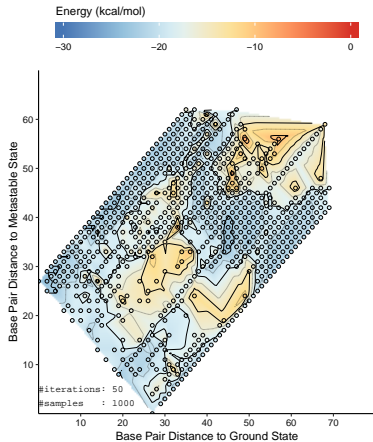 Energy (kcal/mol)
−30 −20 −10 0
Base Pair Distance to Metastable State
60
50
40
30
20
10
#iterations: 50
#samples : 1000
10 20 30 40 50 60 70
Base Pair Distance to Ground State